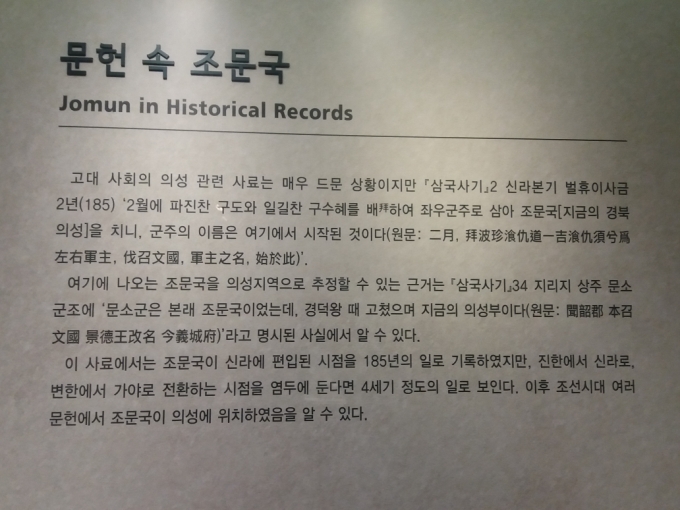 문헌 속 조문국
Jomun in Historical Records
고대 사회의 의성 관련 사료는 매우 드문 상황이지만 『삼국사기』2 신라본기 벌휴이사금
2년(185) ‘2월에 파진찬 구도와 일길찬 구수혜를 배拜하여 좌우군주로 삼아 조문국[지금의 경북
의성]을 치니, 군주의 이름은 여기에서 시작된 것이다(원문: 二月, 拜波珍湌仇道一吉湌仇須兮爲
左右軍主, 伐召文國, 軍主之名, 始於此)’.
여기에 나오는 조문국을 의성지역으로 추정할 수 있는 근거는 『삼국사기』34 지리지 상주 문소
군조에 ‘문소군은 본래 조문국이었는데, 경덕왕 때 고쳤으며 지금의 의성부이다(원문: 聞韶郡 本召
文國 景德王改名 今義城府)’라고 명시된 사실에서 알 수 있다.
이 사료에서는 조문국이 신라에 편입된 시점을 185년의 일로 기록하였지만, 진한에서 신라로,
변한에서 가야로 전환하는 시점을 염두에 둔다면 4세기 정도의 일로 보인다. 이후 조선시대 여러
문헌에서 조문국이 의성에 위치하였음을 알 수 있다.